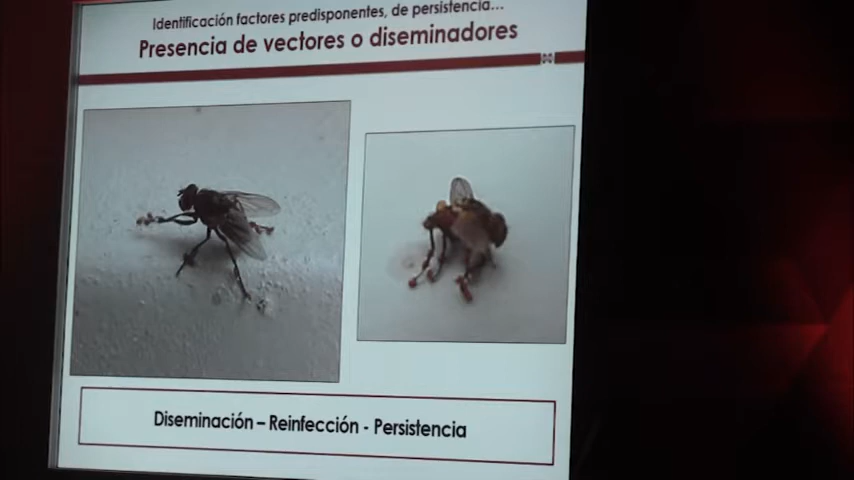 Identificación factores predisponentes, de persistencia...
Presencia de vectores o diseminadores
Diseminación – Reinfección - Persistencia